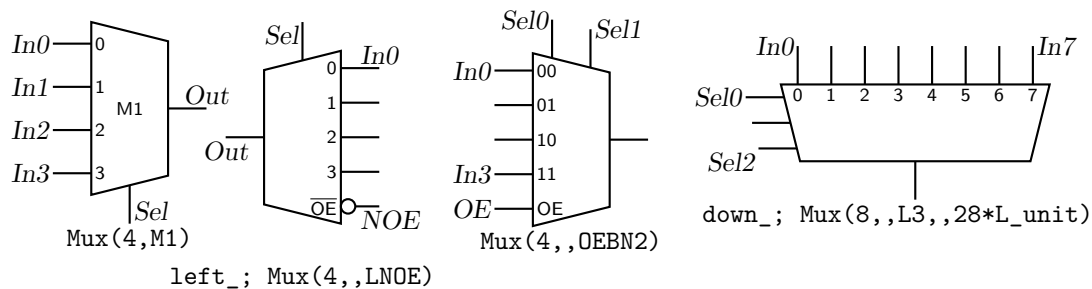 In0
0
In1
1
In2
2
In3
3
M1
Out
Sel
Mux(4,M1)
Sel
0
In0
1
2
3
Out
OE
NOE
left_; Mux(4,,LNOE)
Sel0
Sel1
In0
00
01
10
In3
11
OE
OE
Mux(4,,OEBN2)
In0
In7
Sel0
0 1 2 3 4 5 6 7
Sel2
down_; Mux(8,,L3,,28*L_unit)